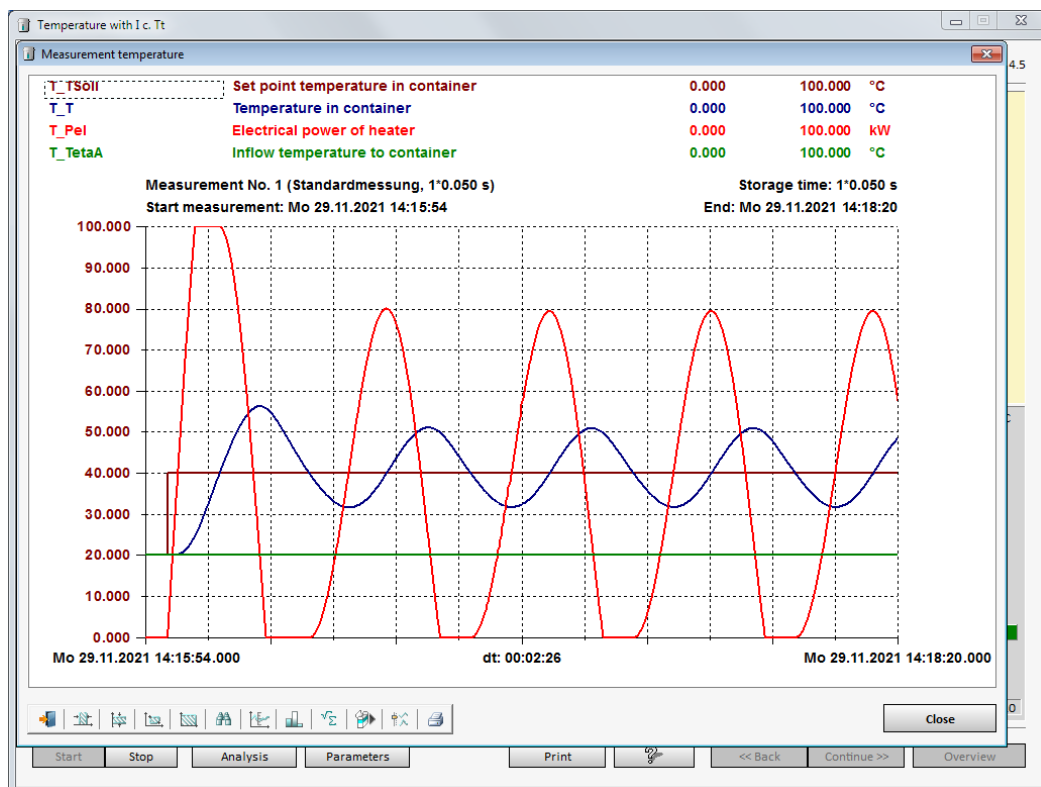 Temperature with I c. Tt
Measurement temperature
4.5
T_TSoll Set point temperature in container 0.000 100.000 °C
T_T Temperature in container 0.000 100.000 °C
T_Pel Electrical power of heater 0.000 100.000 kW
T_TetaA Inflow temperature to container 0.000 100.000 °C
Measurement No. 1 (Standardmessung, 1*0.050 s) Storage time: 1*0.050 s
Start measurement: Mo 29.11.2021 14:15:54 End: Mo 29.11.2021 14:18:20
100.000
90.000
80.000
70.000
60.000
50.000
40.000
30.000
20.000
10.000
0.000
Mo 29.11.2021 14:15:54.000 dt: 00:02:26 Mo 29.11.2021 14:18:20.000
√Σ Close
Start Stop Analysis Parameters Print << Back Continue >> Overview